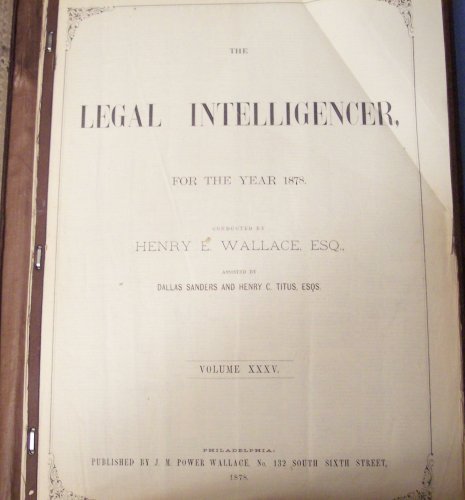 THE
LEGAL INTELLIGENCER,
FOR THE YEAR 1878.
CONDUCTED BY
HENRY E. WALLACE, ESQ.,
ASSISTED BY
DALLAS SANDERS AND HENRY C. TITUS, ESQS.
VOLUME XXXV.
PHILADELPHIA:
PUBLISHED BY J. M. POWER WALLACE, No. 132 SOUTH SIXTH STREET,
1878.